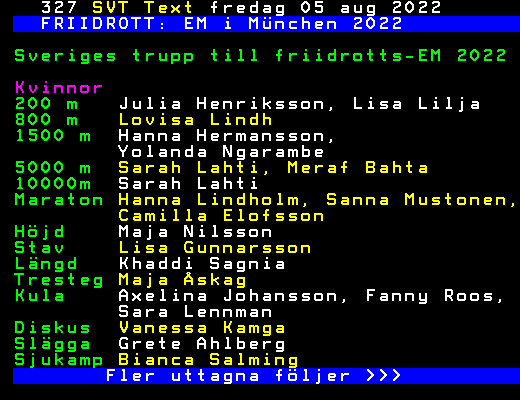 327 SVT Text fredag 05 aug 2022
FRIIDROTT: EM i München 2022
Sveriges trupp till friidrotts-EM 2022
Kvinnor
200 m Julia Henriksson, Lisa Lilja
800 m Lovisa Lindh
1500 m Hanna Hermansson,
Yolanda Ngarambe
5000 m Sarah Lahti, Meraf Bahta
10000m Sarah Lahti
Maraton Hanna Lindholm, Sanna Mustonen,
Camilla Elofsson
Höjd Maja Nilsson
Stav Lisa Gunnarsson
Längd Khaddi Sagnia
Tresteg Maja Åskag
Kula Axelina Johansson, Fanny Roos,
Sara Lennman
Diskus Vanessa Kamga
Slägga Grete Ahlberg
Sjukamp Bianca Salming
Fler uttagna följer >>>